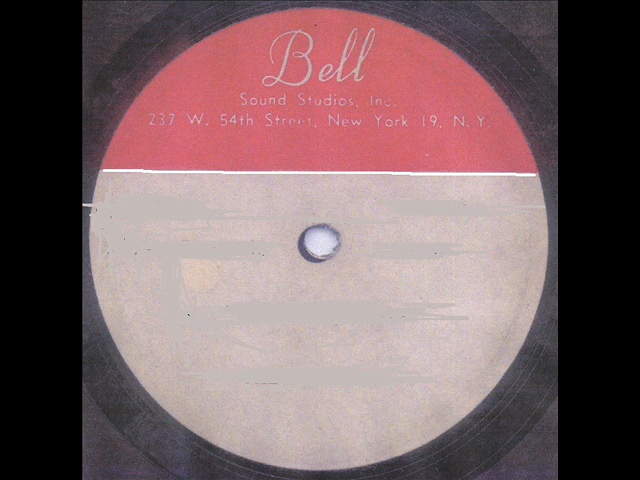 Bell
Sound Studios, Inc.
237 W. 54th Street, New York 19, N.Y.